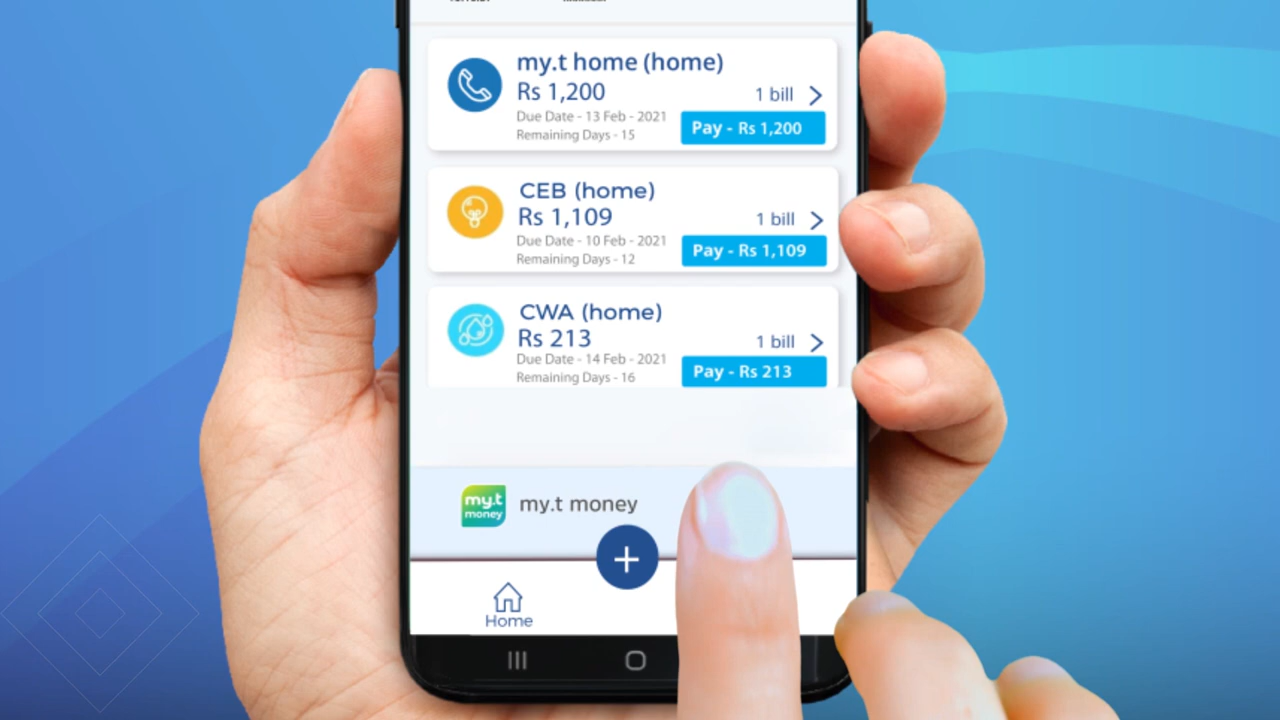 my.t home (home)
Rs 1,200
1 bill
Due Date - 13 Feb - 2021
Remaining Days - 15
Pay - Rs 1,200
CEB (home)
Rs 1,109
1 bill
Due Date - 10 Feb - 2021
Remaining Days - 12
Pay - Rs 1,109
CWA (home)
Rs 213
1 bill
Due Date - 14 Feb - 2021
Remaining Days - 16
Pay - Rs 213
my.t
money
my.t money
+
Home